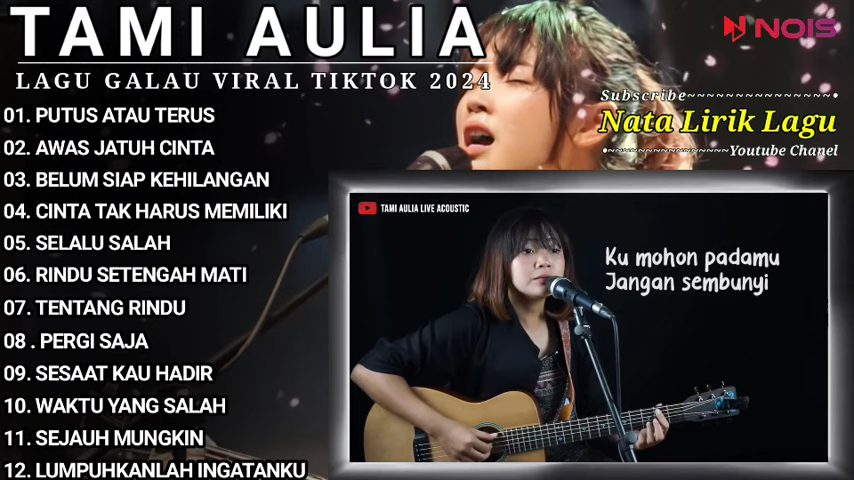 TAMI AULIA
LAGU GALAU VIRAL TIKTOK 2024
01. PUTUS ATAU TERUS
02. AWAS JATUH CINTA
03. BELUM SIAP KEHILANGAN
04. CINTA TAK HARUS MEMILIKI
05. SELALU SALAH
06. RINDU SETENGAH MATI
07. TENTANG RINDU
08 . PERGI SAJA
09. SESAAT KAU HADIR
10. WAKTU YANG SALAH
11. SEJAUH MUNGKIN
12. LUMPUHKANLAH INGATANKU
NOIS
Subscribe~~~~~~~~~~~~~~~•
Nata Lirik Lagu
•~~~~~~~~~~~~~~~~Youtube Chanel
TAMI AULIA LIVE ACOUSTIC
Ku mohon padamu
Jangan sembunyi